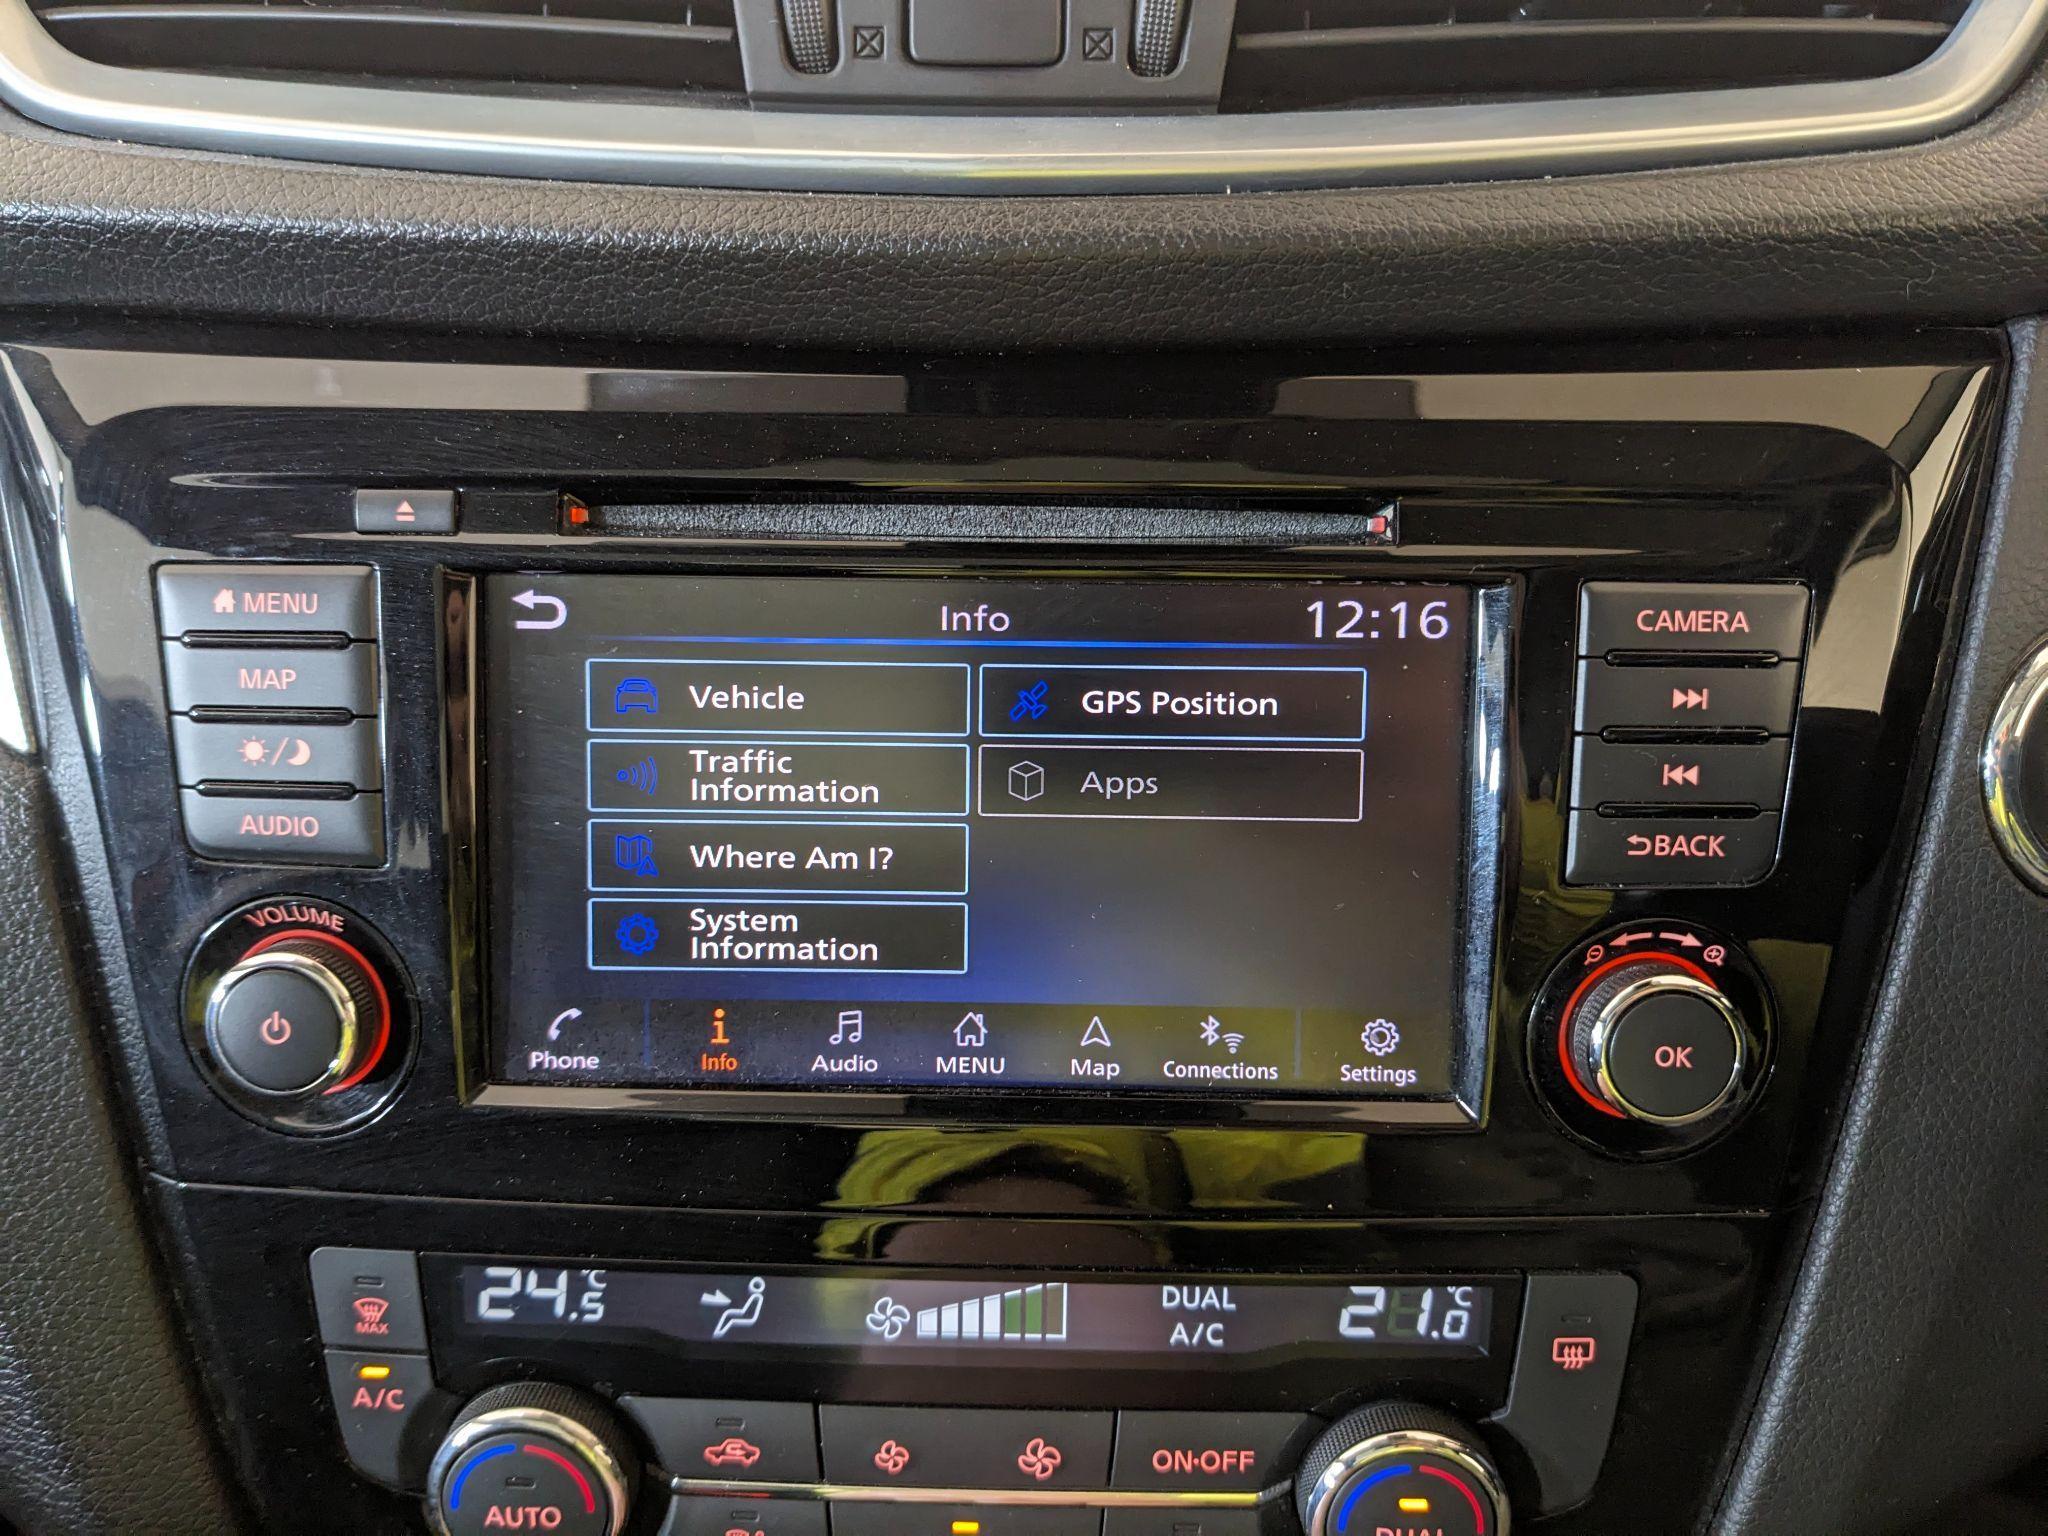 MENU
MAP
AUDIO
VOLUME
Info
12:16
Vehicle
GPS Position
Traffic
Information
Apps
Where Am I?
System
Information
Phone
Info
Audio
MENU
Map
Connections
Settings
CAMERA
BACK
OK
24.5°C
DUAL
A/C
21.0°C
MAX
A/C
AUTO
ON·OFF
DUAL